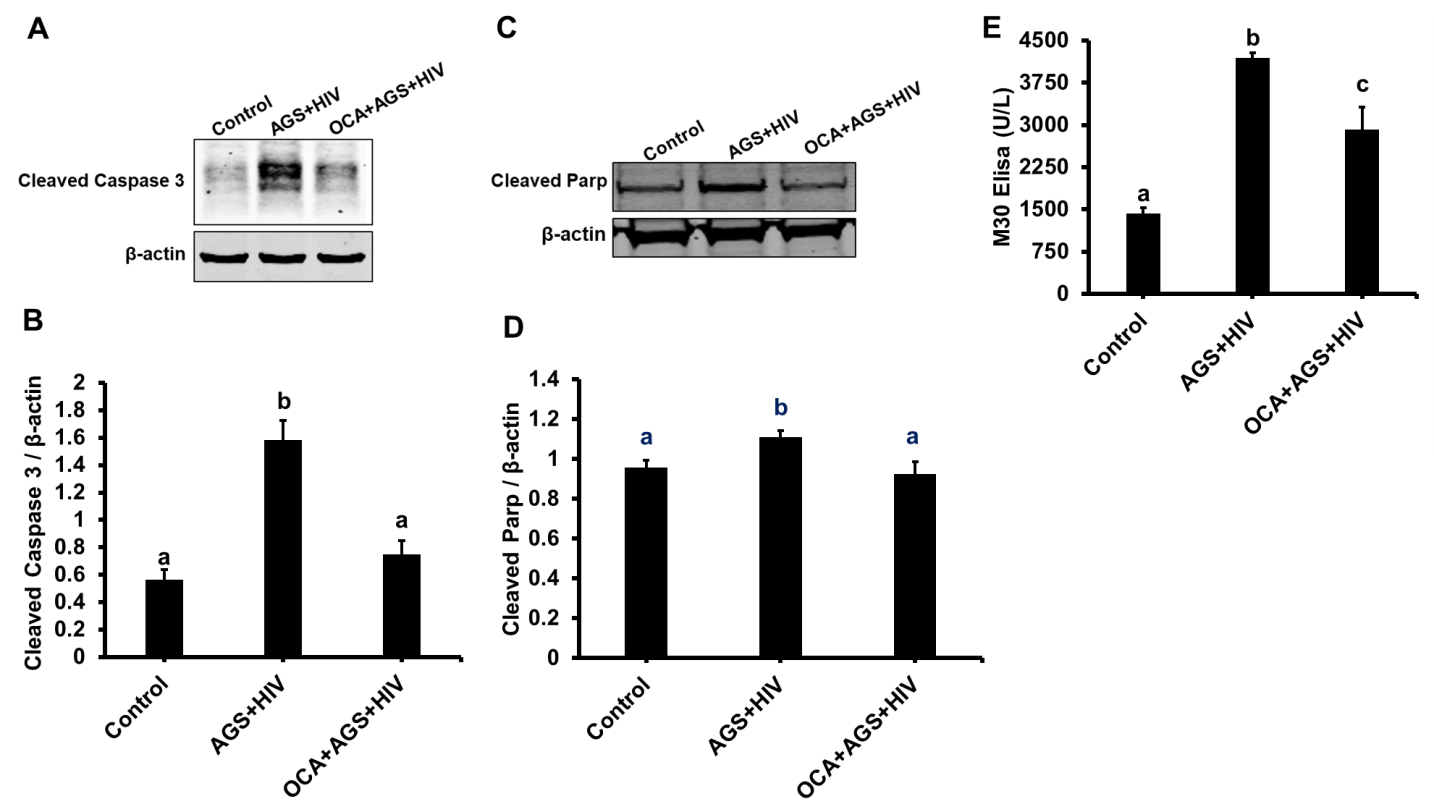 A
Control
AGS+HIV
OCA+AGS+HIV
Cleaved Caspase 3
β-actin
B
Cleaved Caspase 3 / β-actin
2
1.8
1.6
1.4
1.2
1
0.8
0.6
0.4
0.2
0
a
b
a
Control
AGS+HIV
OCA+AGS+HIV
C
Control
AGS+HIV
OCA+AGS+HIV
Cleaved Parp
β-actin
D
Cleaved Parp / β-actin
1.4
1.2
1
0.8
0.6
0.4
0.2
0
a
b
a
Control
AGS+HIV
OCA+AGS+HIV
E
M30 Elisa (U/L)
4500
3750
3000
2250
1500
750
0
a
b
c
Control
AGS+HIV
OCA+AGS+HIV